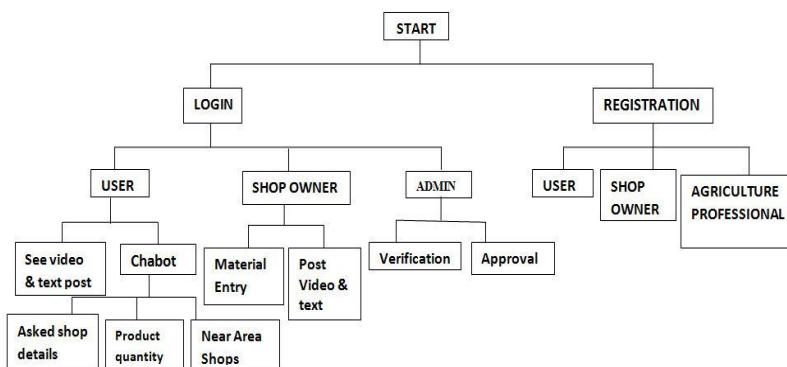 START
LOGIN
REGISTRATION
USER
SHOP OWNER
ADMIN
USER
SHOP
OWNER
AGRICULTURE
PROFESSIONAL
See video
& text post
Chabot
Material
Entry
Post
Video &
text
Verification
Approval
Asked shop
details
Product
quantity
Near Area
Shops